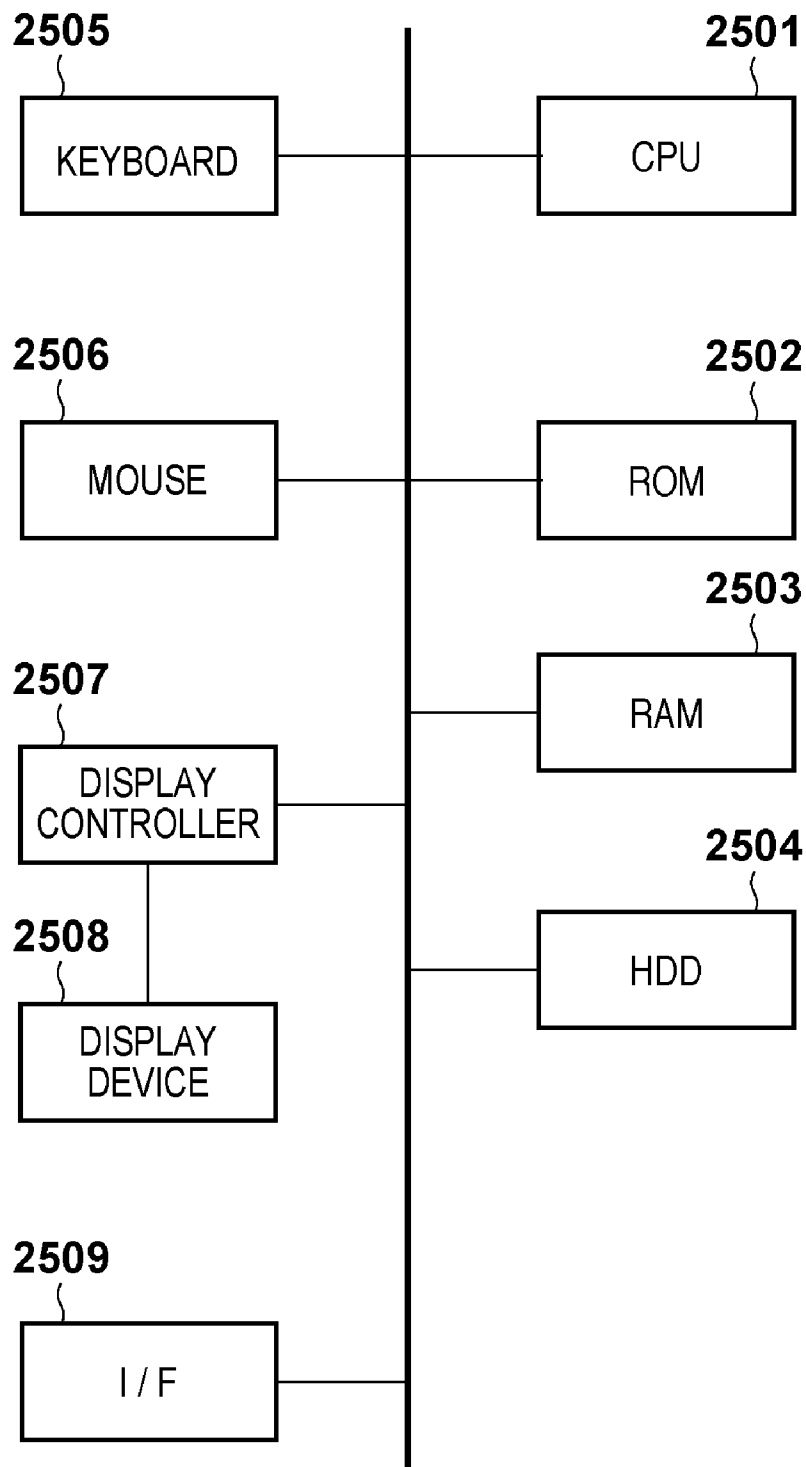 2505
KEYBOARD
2501
CPU
2506
MOUSE
2502
ROM
2503
RAM
2507
DISPLAY
CONTROLLER
2504
HDD
2508
DISPLAY
DEVICE
2509
I / F